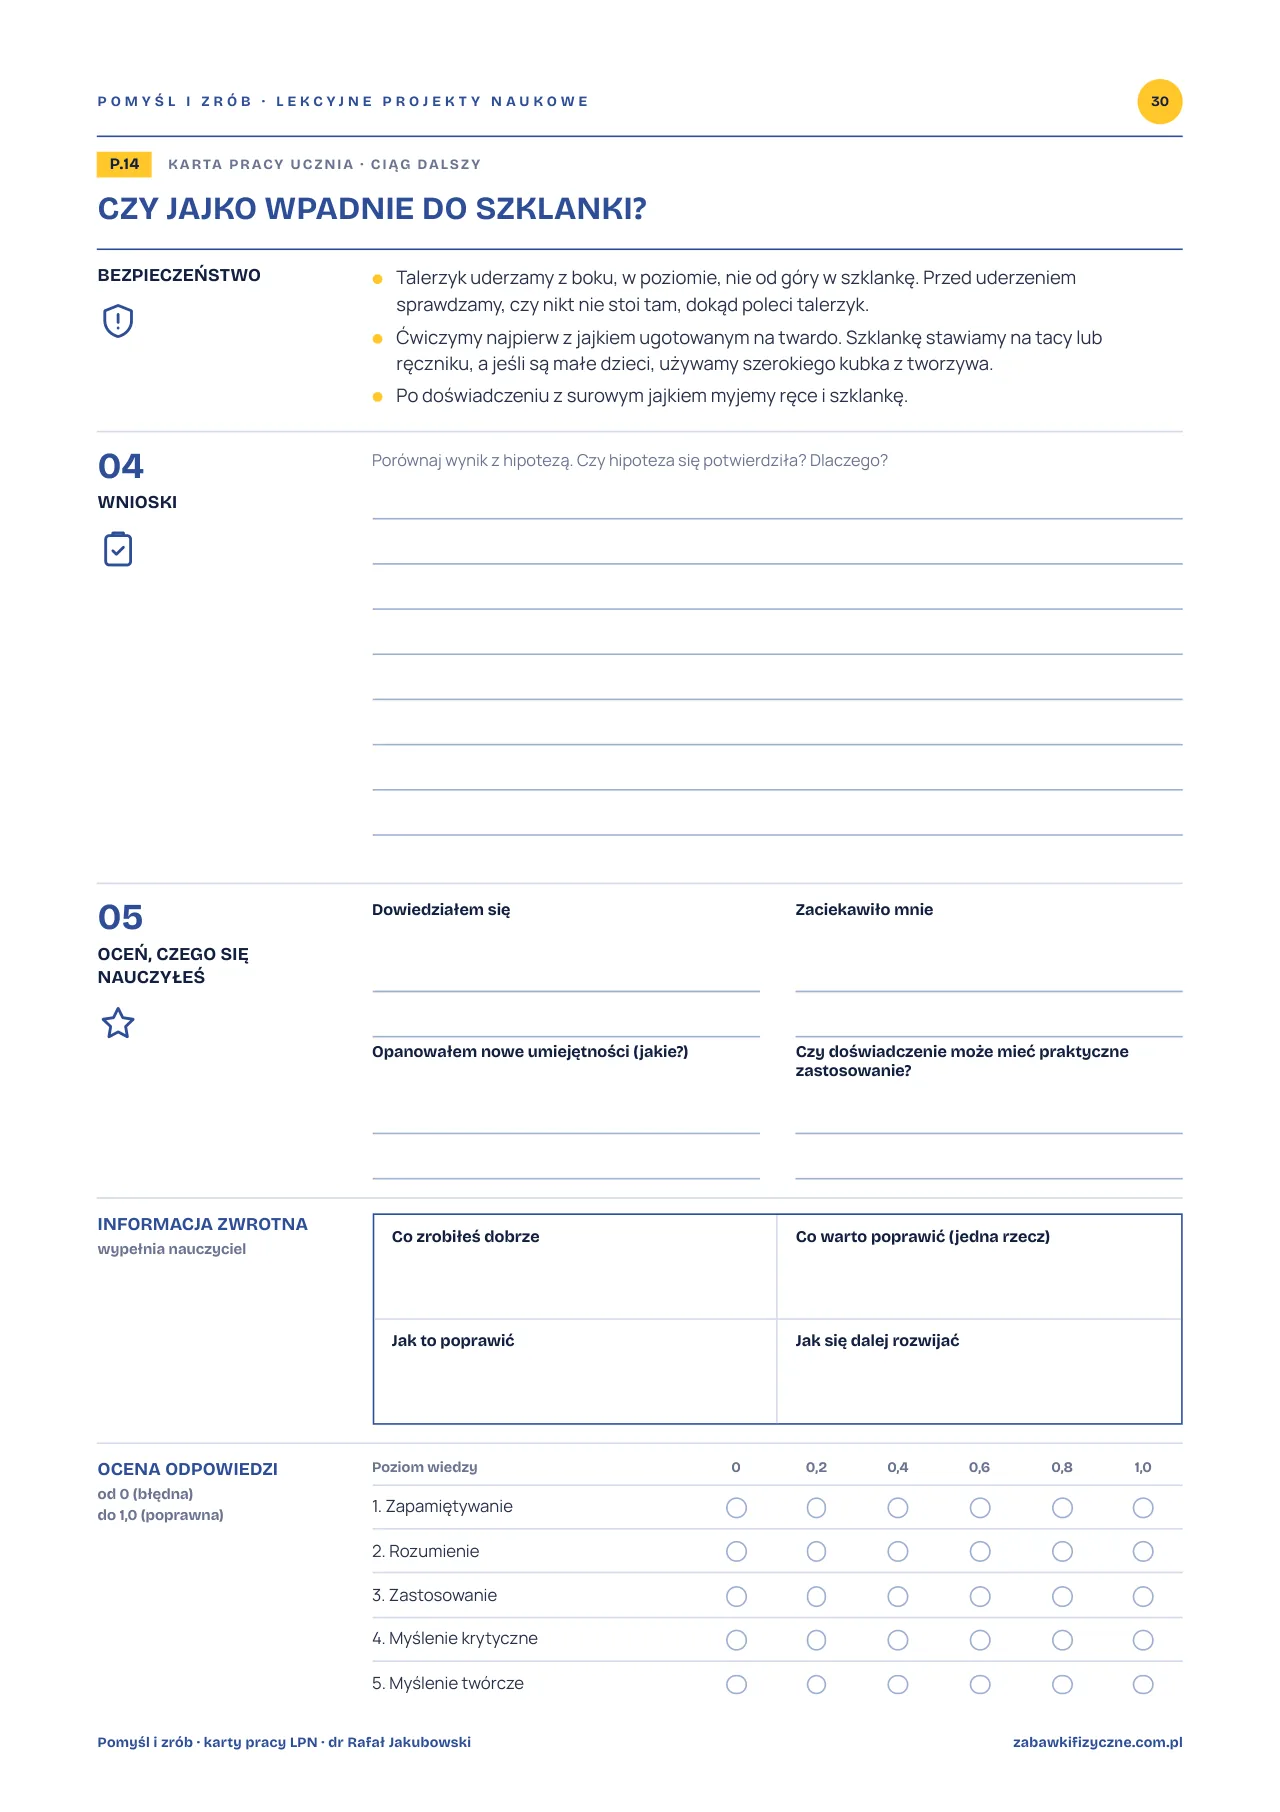 POMYŚL I ZRÓB · LEKCYJNE PROJEKTY NAUKOWE
30
P.14
KARTA PRACY UCZNIA · CIĄG DALSZY
CZY JAJKO WPADNIE DO SZKLANKI?
BEZPIECZEŃSTWO
Talerzyk uderzamy z boku, w poziomie, nie od góry w szklankę. Przed uderzeniem
sprawdzamy, czy nikt nie stoi tam, dokąd poleci talerzyk.
Ćwiczymy najpierw z jajkiem ugotowanym na twardo. Szklankę stawiamy na tacy lub
ręczniku, a jeśli są małe dzieci, używamy szerokiego kubka z tworzywa.
Po doświadczeniu z surowym jajkiem myjemy ręce i szklankę.
04
WNIOSKI
Porównaj wynik z hipotezą. Czy hipoteza się potwierdziła? Dlaczego?
05
OCEŃ, CZEGO SIĘ
NAUCZYŁEŚ
Dowiedziałem się
Zaciekawiło mnie
Opanowałem nowe umiejętności (jakie?)
Czy doświadczenie może mieć praktyczne
zastosowanie?
INFORMACJA ZWROTNA
wypełnia nauczyciel
Co zrobiłeś dobrze
Co warto poprawić (jedna rzecz)
Jak to poprawić
Jak się dalej rozwijać
OCENA ODPOWIEDZI
od 0 (błędna)
do 1,0 (poprawna)
Poziom wiedzy 0 0,2 0,4 0,6 0,8 1,0
1. Zapamiętywanie
2. Rozumienie
3. Zastosowanie
4. Myślenie krytyczne
5. Myślenie twórcze
Pomyśl i zrób · karty pracy LPN · dr Rafał Jakubowski
zabawkifizyczne.com.pl